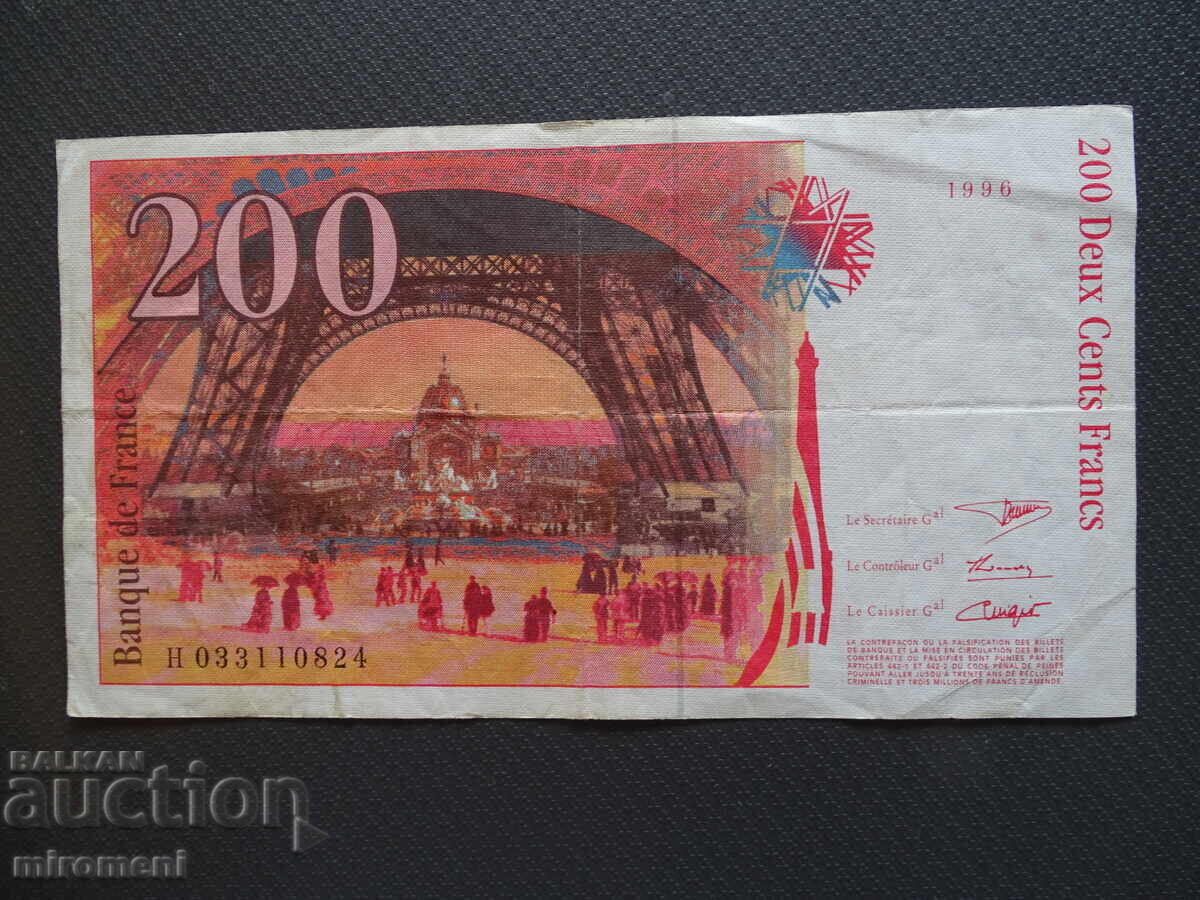 200
1996
200 Deux Cents Francs
Banque de France
Le Secrétaire Gal
Le Contrôleur Gal
Le Caissier Gal
LA CONTREFAÇON OU LA FALSIFICATION DES BILLETS
DE BANQUE ET LA MISE EN CIRCULATION DES BILLETS
CONTREFAITS OU FALSIFIÉS SONT PUNIES PAR LES
ARTICLES 442-1 ET 442-2 DU CODE PÉNAL DE PEINES
POUVANT ALLER JUSQU'À TRENTE ANS DE RÉCLUSION
CRIMINELLE ET TROIS MILLIONS DE FRANCS D'AMENDE.
H 033110824
BALKAN
auction
miromeni